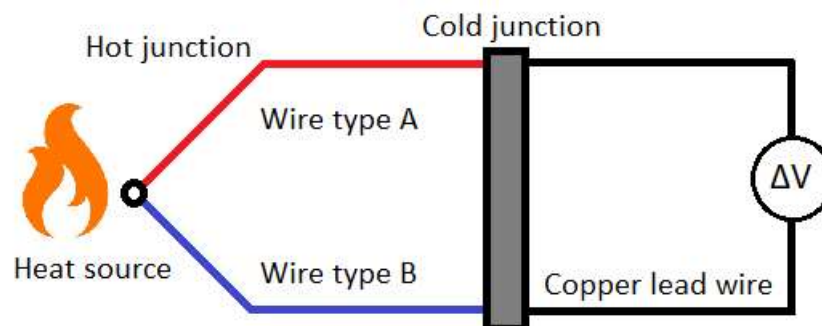 Cold junction
Hot junction
Wire type A
ΔV
Heat source
Wire type B
Copper lead wire